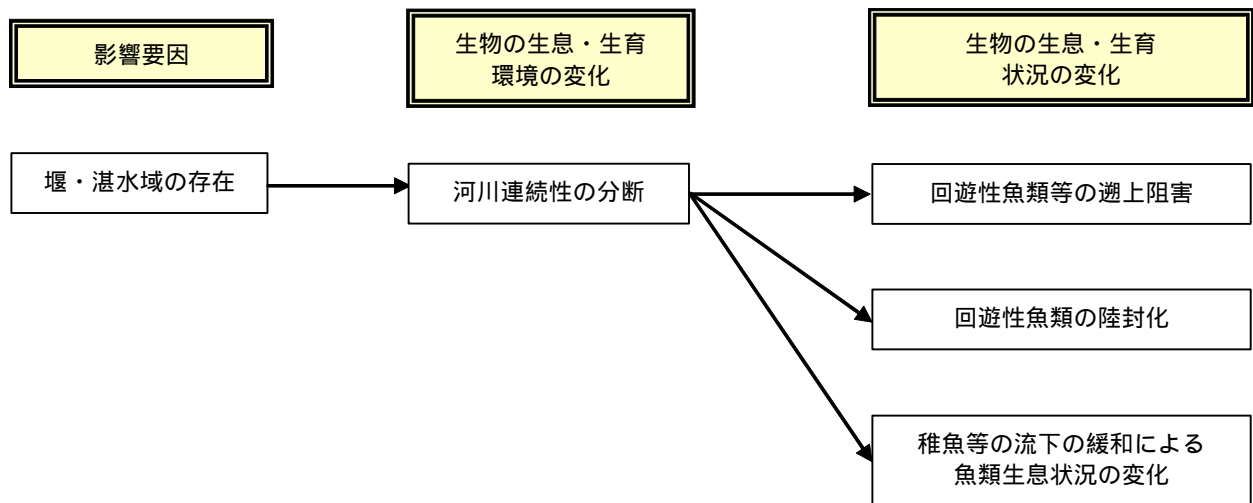 影響要因
生物の生息・生育
環境の変化
生物の生息・生育
状況の変化
堰・湛水域の存在
河川連続性の分断
回遊性魚類等の遡上阻害
回遊性魚類の陸封化
稚魚等の流下の緩和による
魚類生息状況の変化